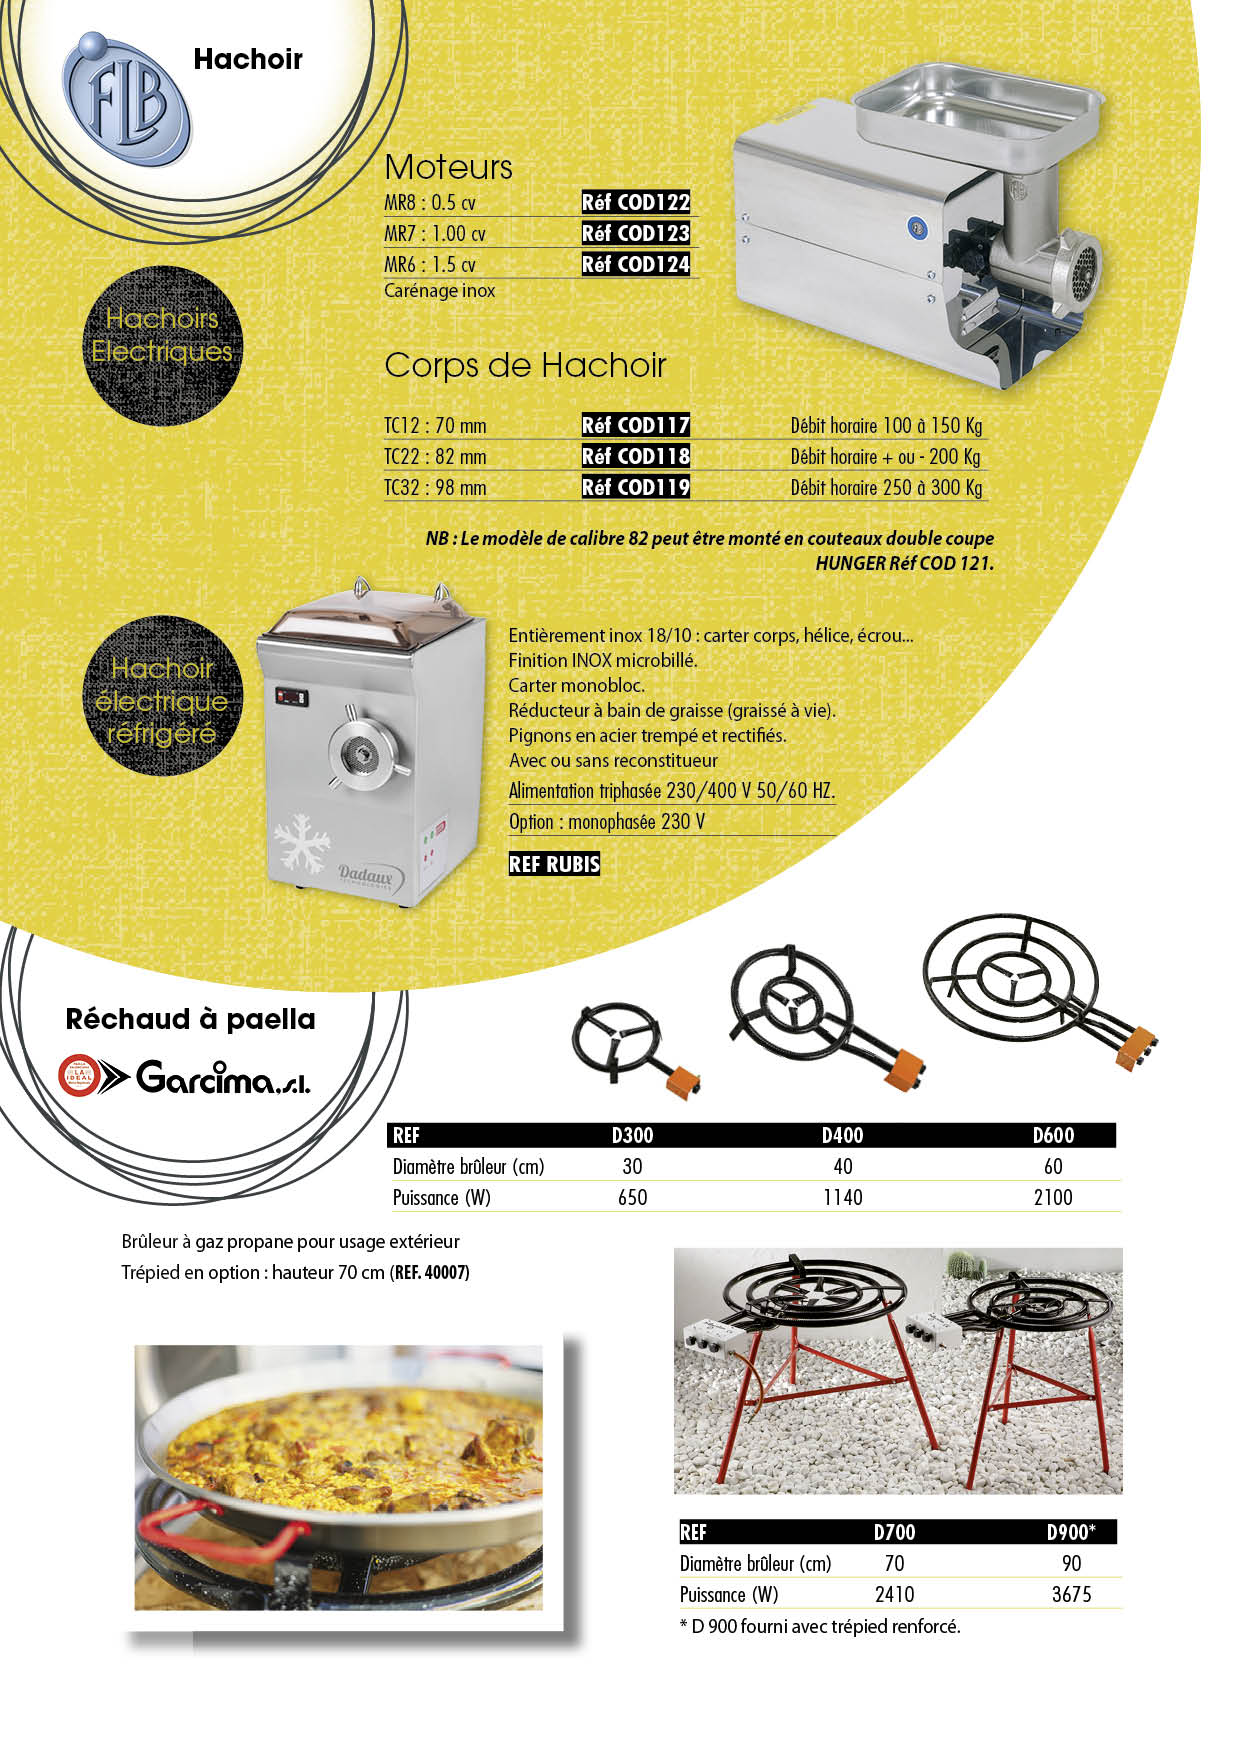 FLB
Hachoir
Moteurs
MR8 : 0.5 cv Réf COD122
MR7 : 1.00 cv Réf COD123
MR6 : 1.5 cv Réf COD124
Carénage inox
Hachoirs
Electriques
Corps de Hachoir
TC12 : 70 mm Réf COD117 Débit horaire 100 à 150 Kg
TC22 : 82 mm Réf COD118 Débit horaire + ou - 200 Kg
TC32 : 98 mm Réf COD119 Débit horaire 250 à 300 Kg
NB : Le modèle de calibre 82 peut être monté en couteaux double coupe
HUNGER Réf COD 121.
Hachoir
électrique
réfrigéré
Entièrement inox 18/10 : carter corps, hélice, écrou...
Finition INOX microbillé.
Carter monobloc.
Réducteur à bain de graisse (graissé à vie).
Pignons en acier trempé et rectifiés.
Avec ou sans reconstitueur
Alimentation triphasée 230/400 V 50/60 HZ.
Option : monophasée 230 V
REF RUBIS
Dadaux
TECHNOLOGIES
Réchaud à paella
LA
IDEAL
Garcima,s.l.
REF D300 D400 D600
Diamètre brûleur (cm) 30 40 60
Puissance (W) 650 1140 2100
Brûleur à gaz propane pour usage extérieur
Trépied en option : hauteur 70 cm (REF. 40007)
REF D700 D900*
Diamètre brûleur (cm) 70 90
Puissance (W) 2410 3675
* D 900 fourni avec trépied renforcé.